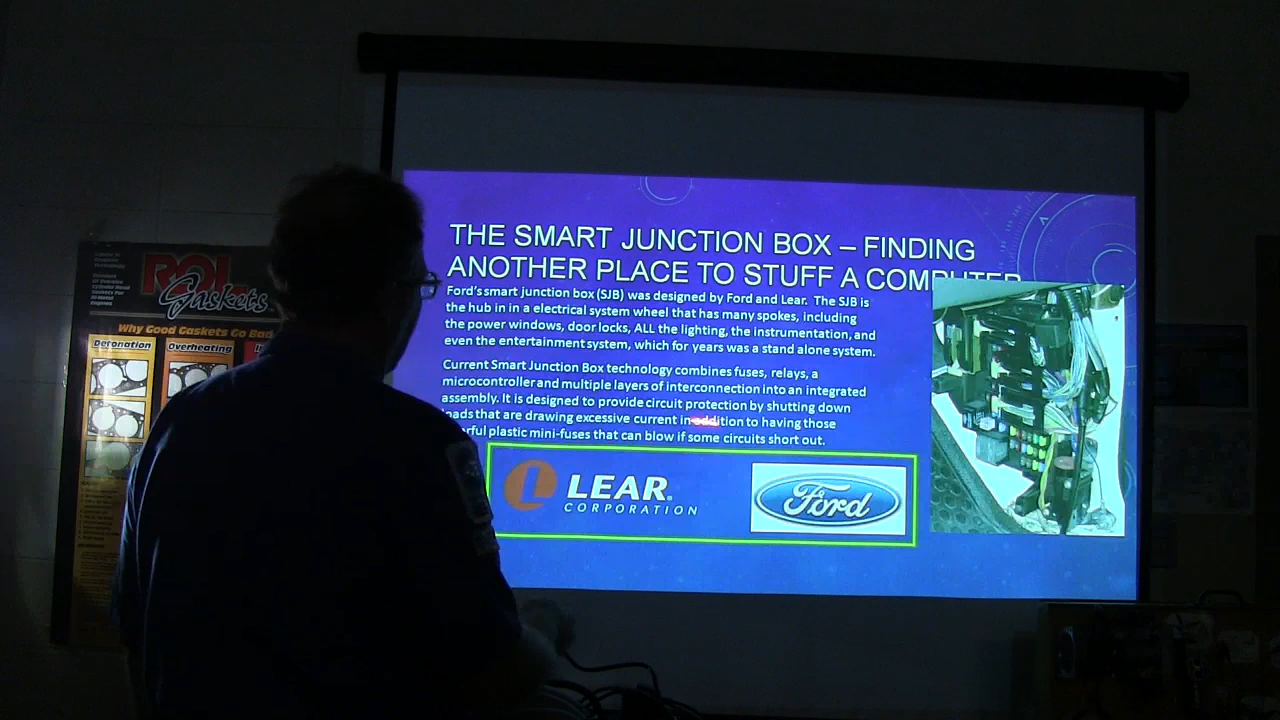 THE SMART JUNCTION BOX – FINDING
ANOTHER PLACE TO STUFF A COMPUTER
Ford's smart junction box (SJB) was designed by Ford and Lear. The SJB is
the hub in in a electrical system wheel that has many spokes, including
the power windows, door locks, ALL the lighting, the instrumentation, and
even the entertainment system, which for years was a stand alone system.
Current Smart Junction Box technology combines fuses, relays, a
microcontroller and multiple layers of interconnection into an integrated
assembly. It is designed to provide circuit protection by shutting down
loads that are drawing excessive current in addition to having those
plastic mini-fuses that can blow if some circuits short out.
L LEAR.
CORPORATION
Ford
ROL
Gaskets
Why Good Gaskets Go Bad
Detonation
Overheating